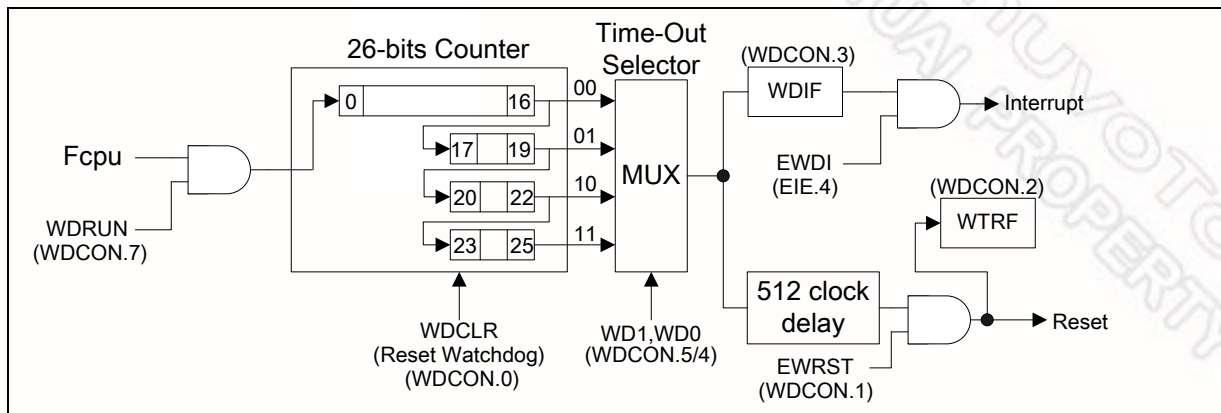 26-bits Counter
Time-Out
Selector
Fcpu
WDRUN
(WDCON.7)
0
16
00
17
19
01
20
22
10
23
25
11
MUX
WDCLR
(Reset Watchdog)
(WDCON.0)
WD1,WD0
(WDCON.5/4)
(WDCON.3)
WDIF
Interrupt
EWDI
(EIE.4)
(WDCON.2)
WTRF
512 clock
delay
Reset
EWRST
(WDCON.1)